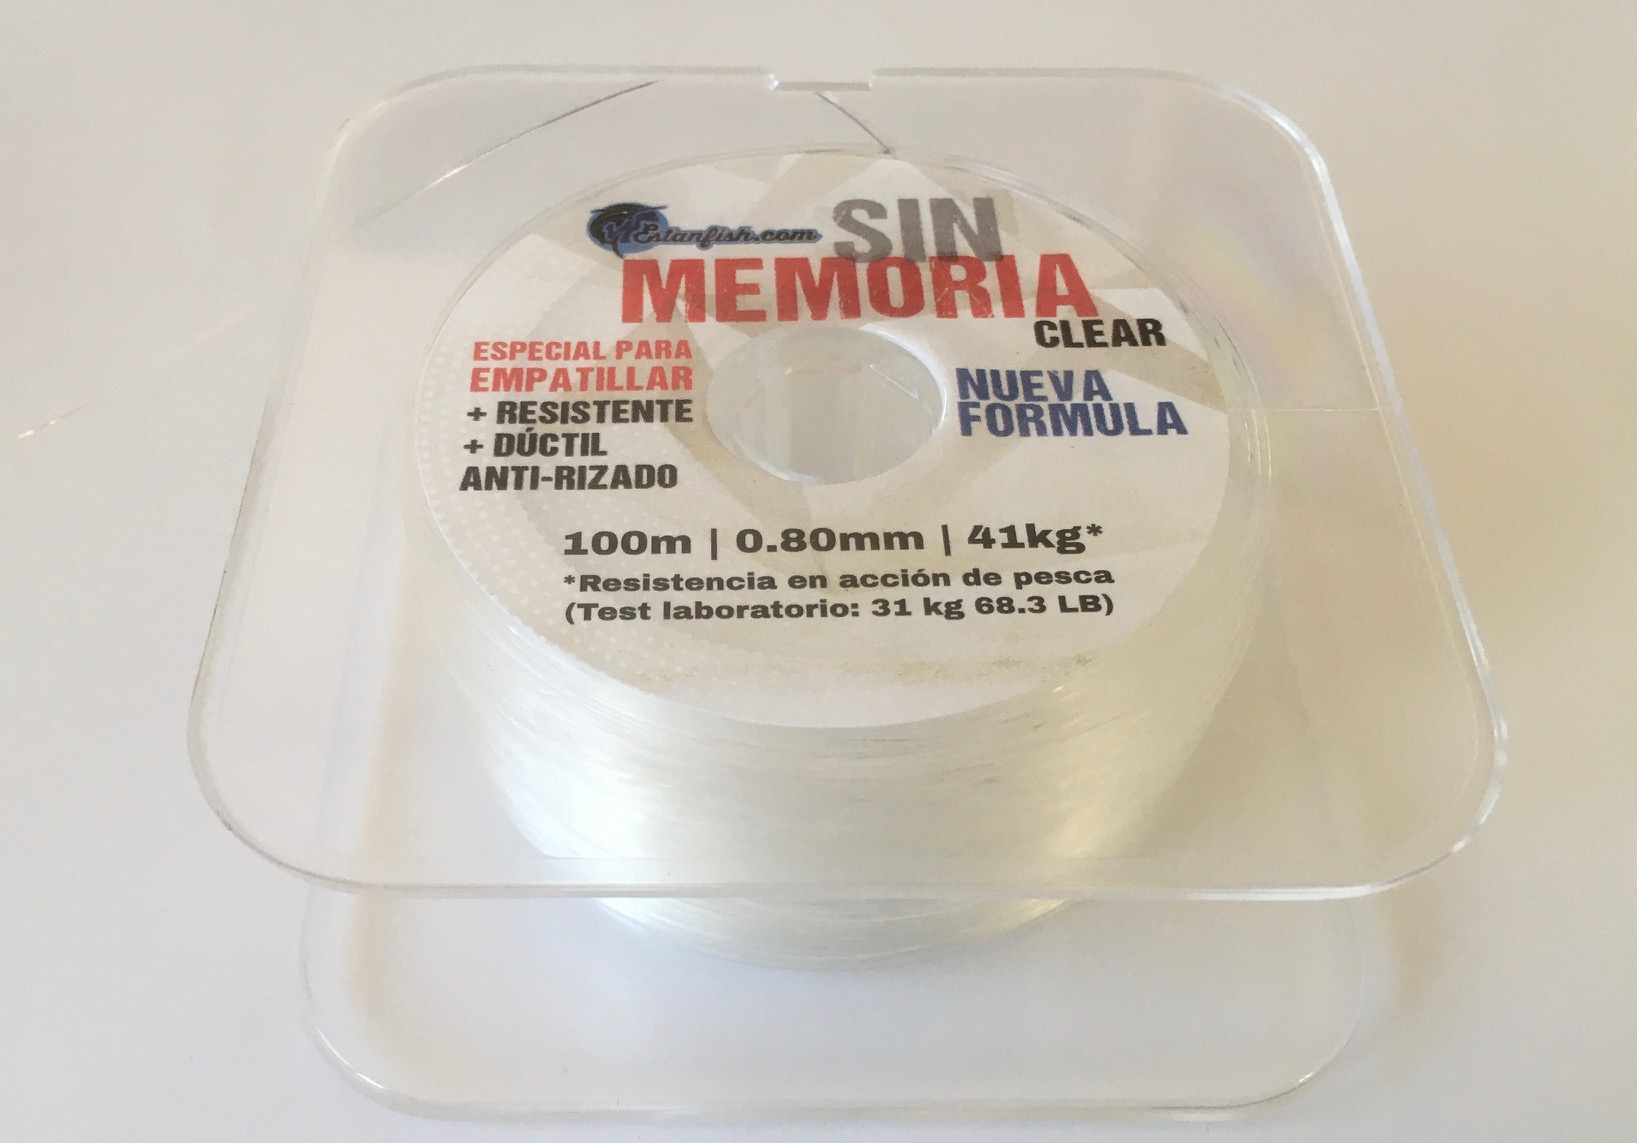 Estanfish.com
SIN
MEMORIA
CLEAR
ESPECIAL PARA
EMPATILLAR
+ RESISTENTE
+ DÚCTIL
ANTI-RIZADO
NUEVA
FORMULA
100m | 0.80mm | 41kg*
*Resistencia en acción de pesca
(Test laboratorio: 31 kg 68.3 LB)